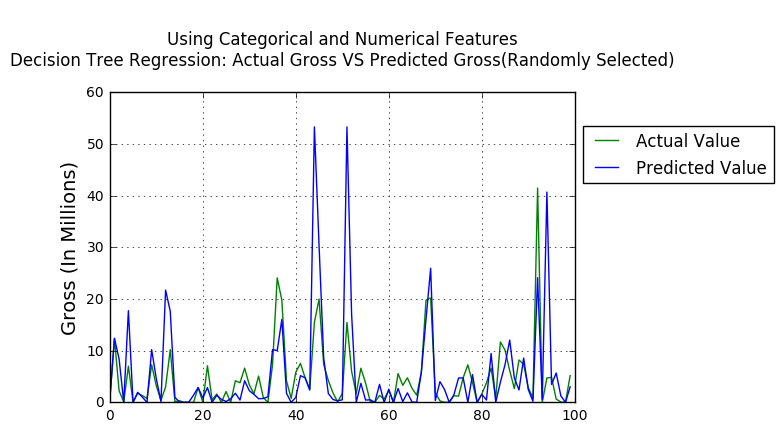 Using Categorical and Numerical Features
Decision Tree Regression: Actual Gross VS Predicted Gross(Randomly Selected)
60
50
40
30
20
10
0
Gross (In Millions)
0 20 40 60 80 100
Actual Value
Predicted Value